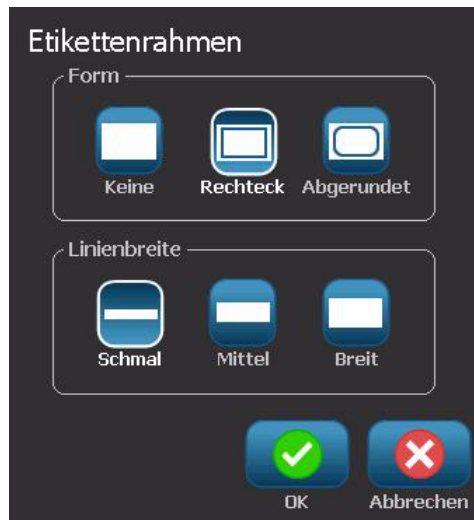 Etikettenrahmen
Form
Keine Rechteck Abgerundet
Linienbreite
Schmal Mittel Breit
OK Abbrechen